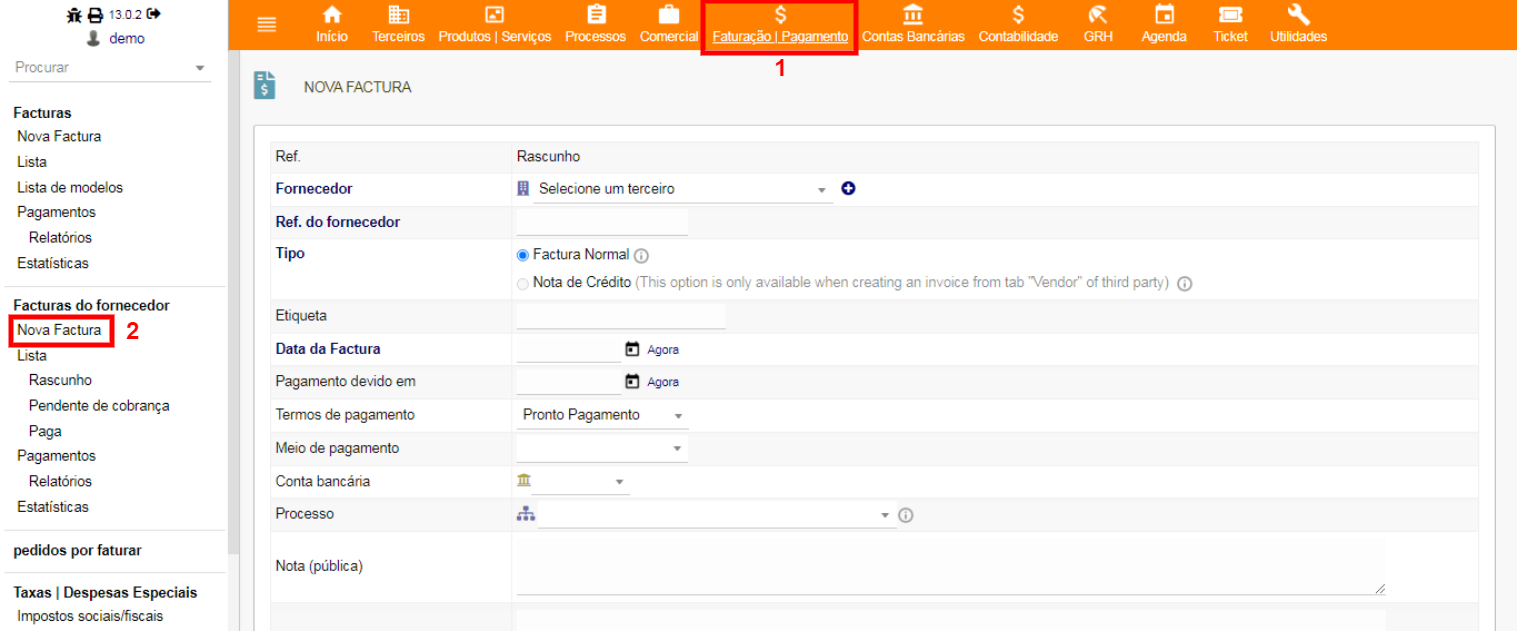 13.0.2
demo
Início Terceiros Produtos | Serviços Processos Comercial Faturação | Pagamento Contas Bancárias Contabilidade GRH Agenda Ticket Utilidades
1
Procurar
NOVA FACTURA
Facturas
Nova Factura
Lista
Lista de modelos
Pagamentos
Relatórios
Estatísticas
Facturas do fornecedor
Nova Factura 2
Lista
Rascunho
Pendente de cobrança
Paga
Pagamentos
Relatórios
Estatísticas
pedidos por faturar
Taxas | Despesas Especiais
Impostos sociais/fiscais
Ref. Rascunho
Fornecedor Selecione um terceiro
Ref. do fornecedor
Tipo Factura Normal
Nota de Crédito (This option is only available when creating an invoice from tab "Vendor" of third party)
Etiqueta
Data da Factura Agora
Pagamento devido em Agora
Termos de pagamento Pronto Pagamento
Meio de pagamento
Conta bancária
Processo
Nota (pública)